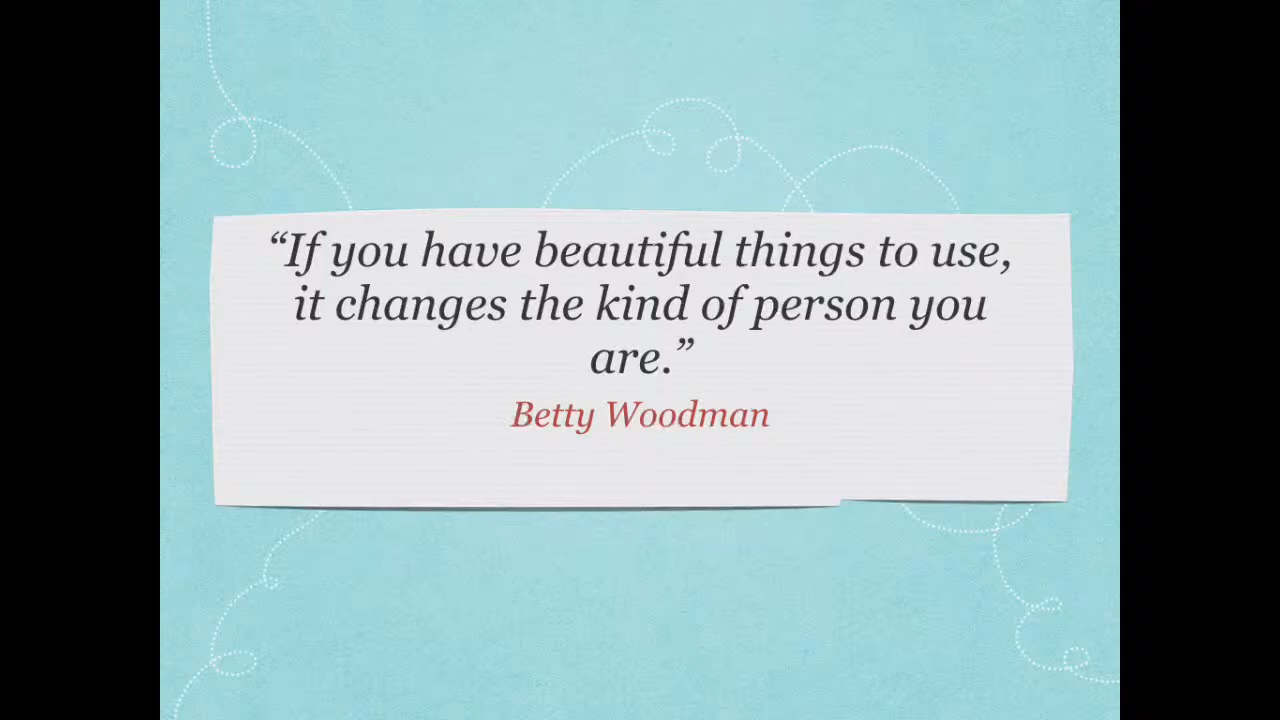 “If you have beautiful things to use,
it changes the kind of person you
are.”
Betty Woodman